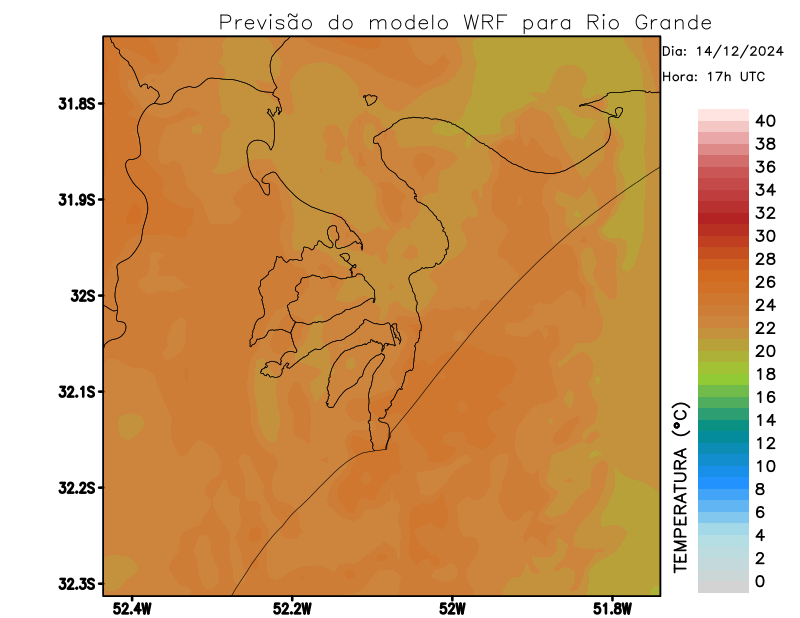 Previsão do modelo WRF para Rio Grande
Dia: 14/12/2024
Hora: 17h UTC
31.8S
31.9S
32S
32.1S
32.2S
32.3S
52.4W
52.2W
52W
51.8W
TEMPERATURA (°C)
40
38
36
34
32
30
28
26
24
22
20
18
16
14
12
10
8
6
4
2
0